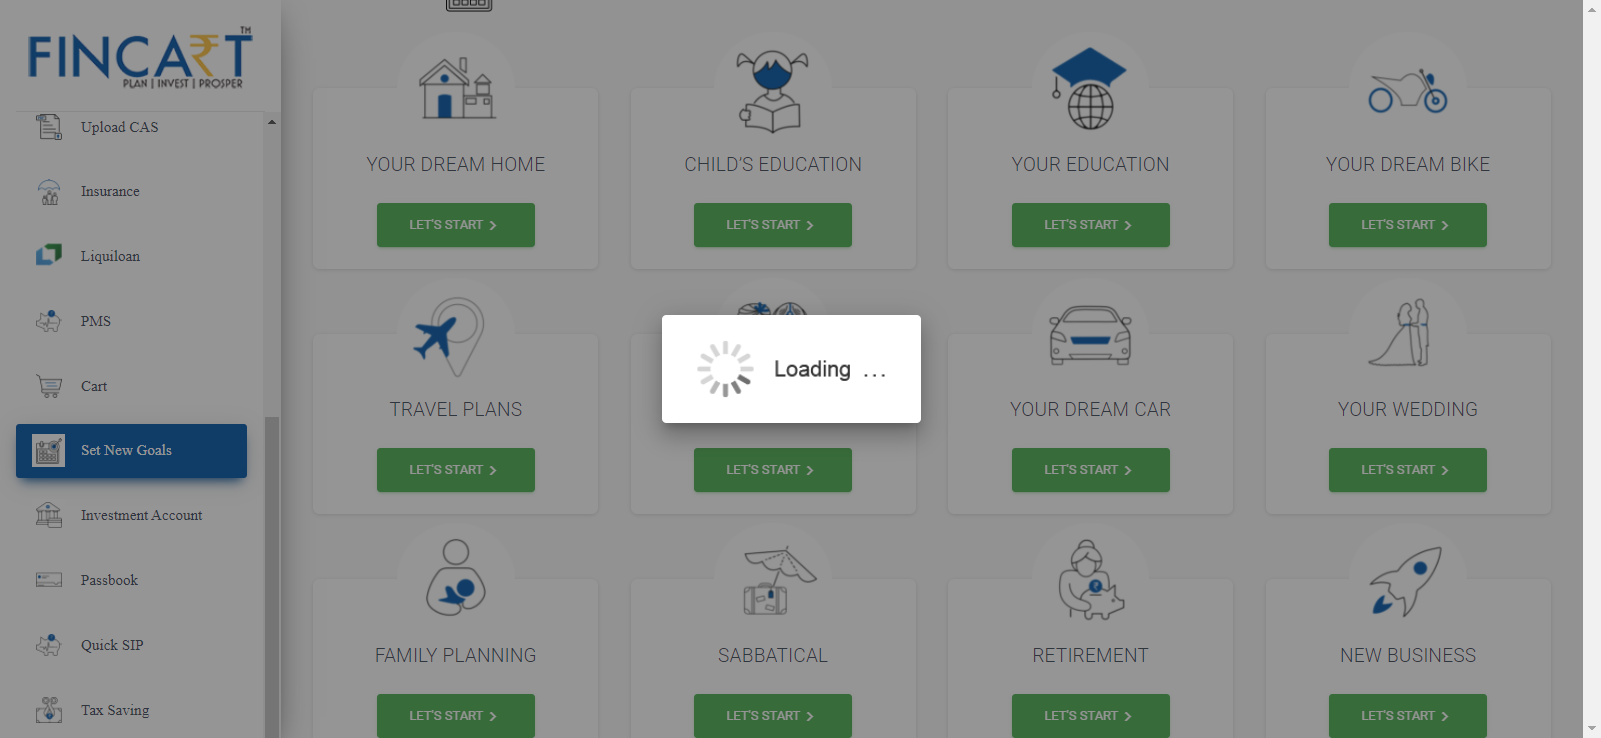 FINCART™
PLAN | INVEST | PROSPER
Upload CAS
Insurance
Liquiloan
PMS
Cart
Set New Goals
Investment Account
Passbook
Quick SIP
Tax Saving
YOUR DREAM HOME
LET'S START
CHILD'S EDUCATION
LET'S START
YOUR EDUCATION
LET'S START
YOUR DREAM BIKE
LET'S START
TRAVEL PLANS
LET'S START
LET'S START
YOUR DREAM CAR
LET'S START
YOUR WEDDING
LET'S START
Loading ...
FAMILY PLANNING
LET'S START
SABBATICAL
LET'S START
RETIREMENT
LET'S START
NEW BUSINESS
LET'S START